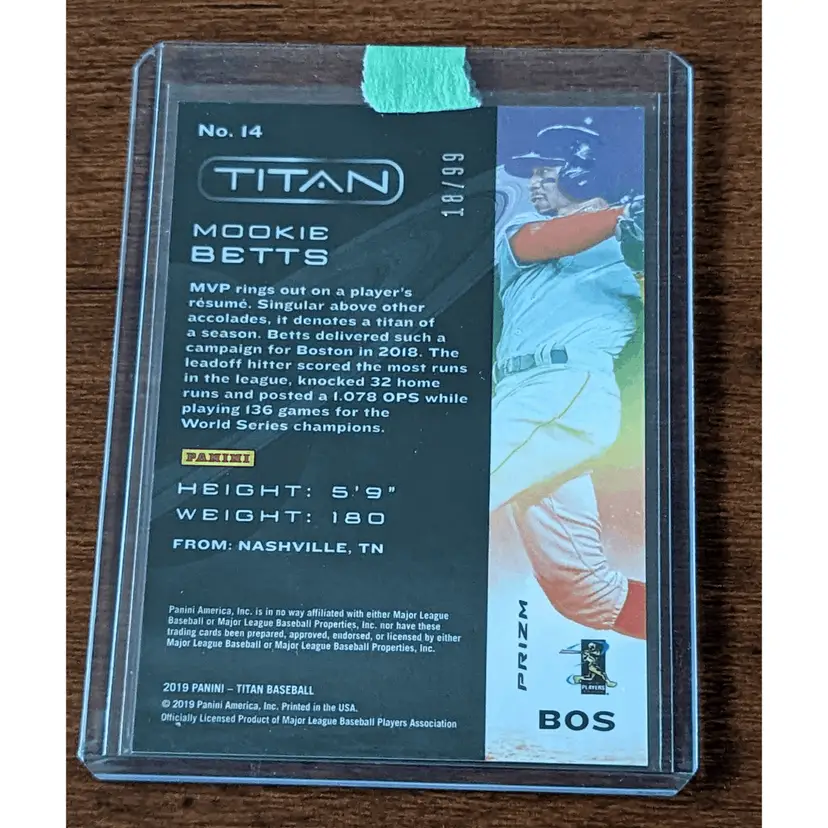 No. 14
TITAN
18/99
MOOKIE
BETTS
MVP rings out on a player's
résumé. Singular above other
accolades, it denotes a titan of
a season. Betts delivered such a
campaign for Boston in 2018. The
leadoff hitter scored the most runs
in the league, knocked 32 home
runs and posted a 1.078 OPS while
playing 136 games for the
World Series champions.
PANINI
HEIGHT: 5'9"
WEIGHT: 180
FROM: NASHVILLE, TN
Panini America, Inc. is in no way affiliated with either Major League
Baseball or Major League Baseball Properties, Inc. nor have these
trading cards been prepared, approved, endorsed, or licensed by either
Major League Baseball or Major League Baseball Properties, Inc.
2019 PANINI – TITAN BASEBALL
© 2019 Panini America, Inc. Printed in the USA.
Officially Licensed Product of Major League Baseball Players Association
PRIZM
PLAYERS
BOS